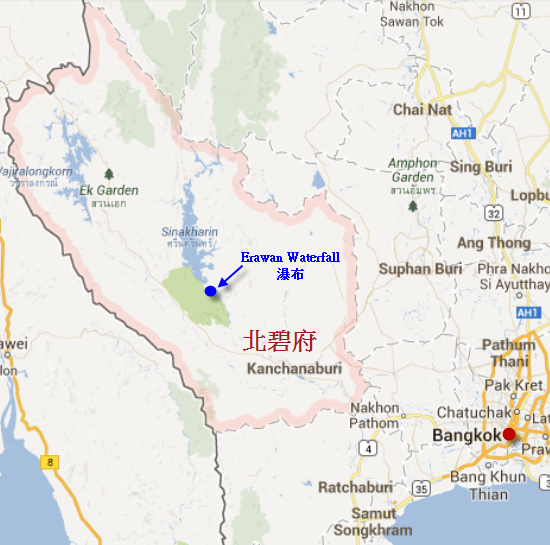 Nakhon
Sawan Tok
11
Chai Nat
AH1
Vajiralongkorn
วชิราลงกรณ์
Ek Garden
สวนเอก
Amphon
Garden
สวนอัมพร
Sing Buri
Lopbu
32
Sinakharin
ศรีนครินทร์
Erawan Waterfall
瀑布
Ang Thong
Suphan Buri
Phra Nakho
Si Ayutthay
AH1
awei
北碧府
Kanchanaburi
Pathum
Thani
Pak Kret
Nakhon
Pathom
Chatuchak
Lat
Bangkok
Praw
4
8
Bang Khun
Thian
Ratchaburi
35
Samut
Songkhram